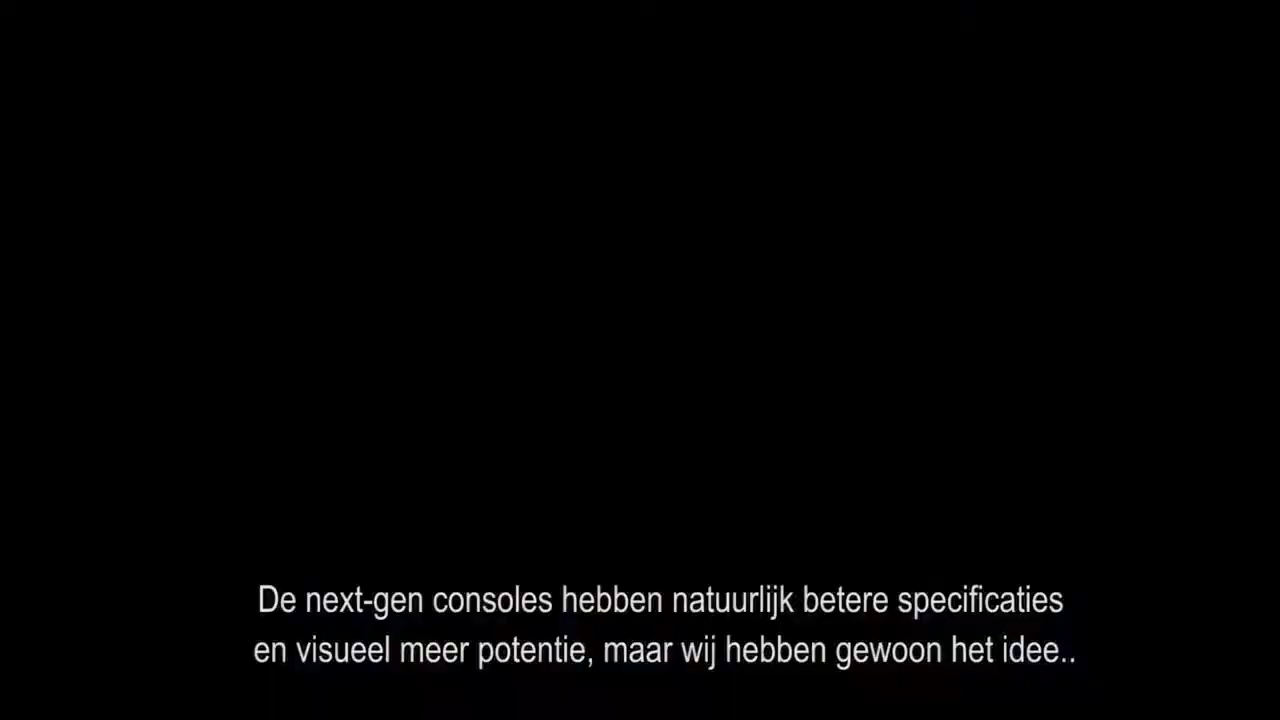 De next-gen consoles hebben natuurlijk betere specificaties
en visueel meer potentie, maar wij hebben gewoon het idee..